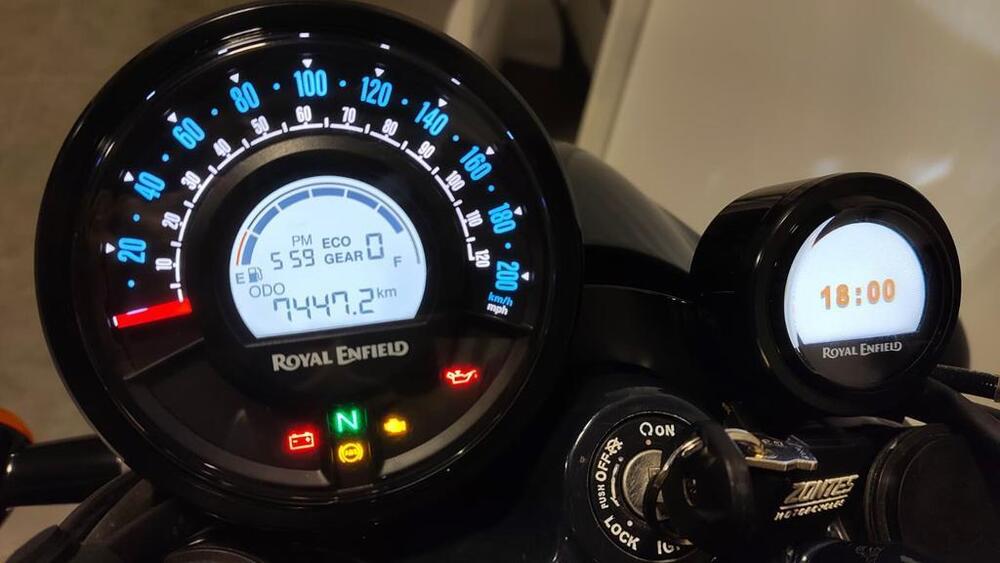 20 40 60 80 100 120 140 160 180 200
km/h
mph
10 20 30 40 50 60 70 80 90 100 110 120
PM ECO
5 59 GEAR 0
E F
ODO
7447.2 km
ROYAL ENFIELD
N
ABS
18:00
ROYAL ENFIELD
ON
OFF
PUSH
LOCK
ZONTES
MOTORCYCLES